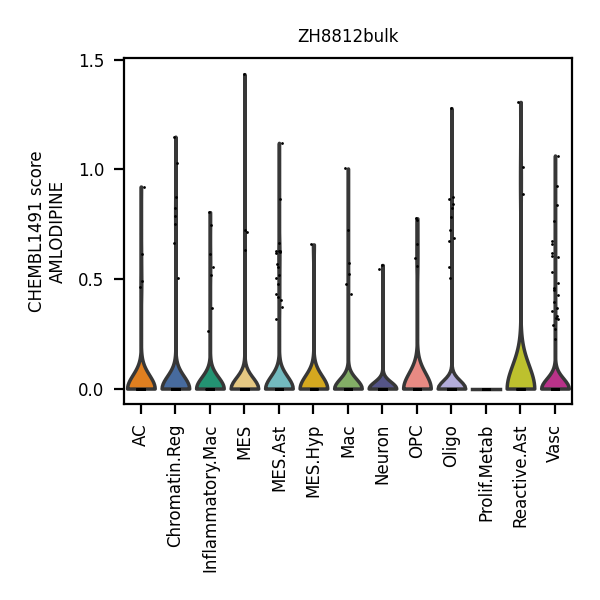 ZH8812bulk
CHEMBL1491 score
AMLODIPINE
1.5
1.0
0.5
0.0
AC
Chromatin.Reg
Inflammatory.Mac
MES
MES.Ast
MES.Hyp
Mac
Neuron
OPC
Oligo
Prolif.Metab
Reactive.Ast
Vasc